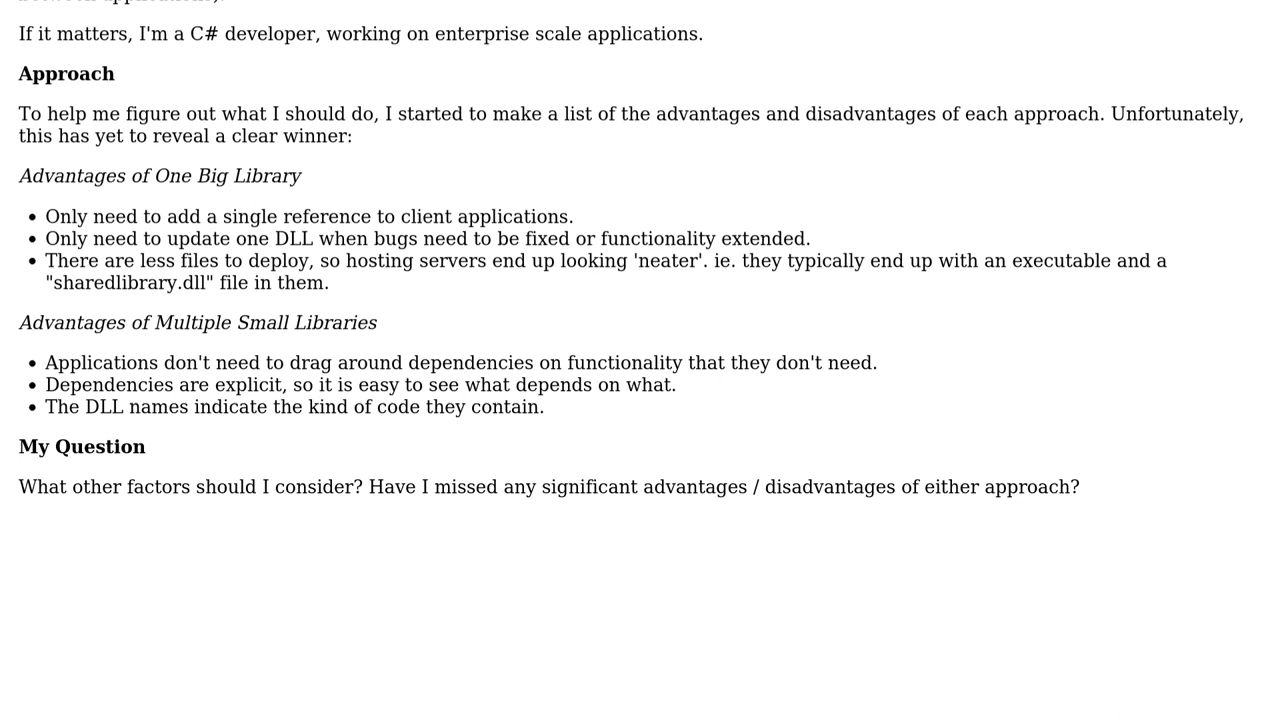 If it matters, I'm a C# developer, working on enterprise scale applications.
Approach
To help me figure out what I should do, I started to make a list of the advantages and disadvantages of each approach. Unfortunately,
this has yet to reveal a clear winner:
Advantages of One Big Library
• Only need to add a single reference to client applications.
• Only need to update one DLL when bugs need to be fixed or functionality extended.
• There are less files to deploy, so hosting servers end up looking 'neater'. ie. they typically end up with an executable and a
"sharedlibrary.dll" file in them.
Advantages of Multiple Small Libraries
• Applications don't need to drag around dependencies on functionality that they don't need.
• Dependencies are explicit, so it is easy to see what depends on what.
• The DLL names indicate the kind of code they contain.
My Question
What other factors should I consider? Have I missed any significant advantages / disadvantages of either approach?